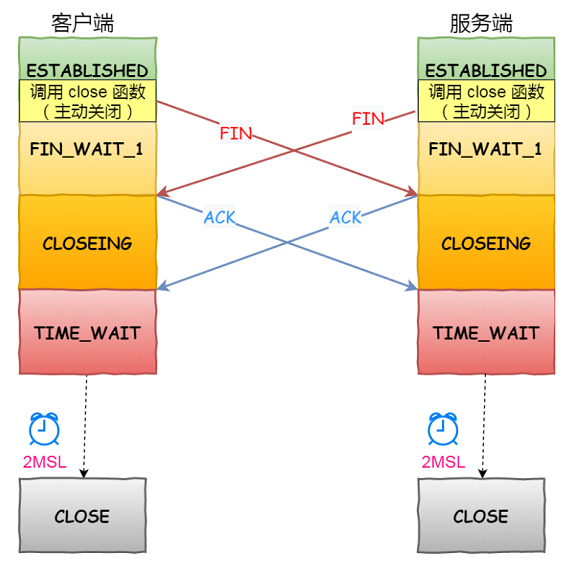 客户端
服务端
ESTABLISHED
ESTABLISHED
调用 close 函数
（主动关闭）
调用 close 函数
（主动关闭）
FIN
FIN
FIN_WAIT_1
FIN_WAIT_1
ACK
ACK
CLOSEING
CLOSEING
TIME_WAIT
TIME_WAIT
2MSL
2MSL
CLOSE
CLOSE